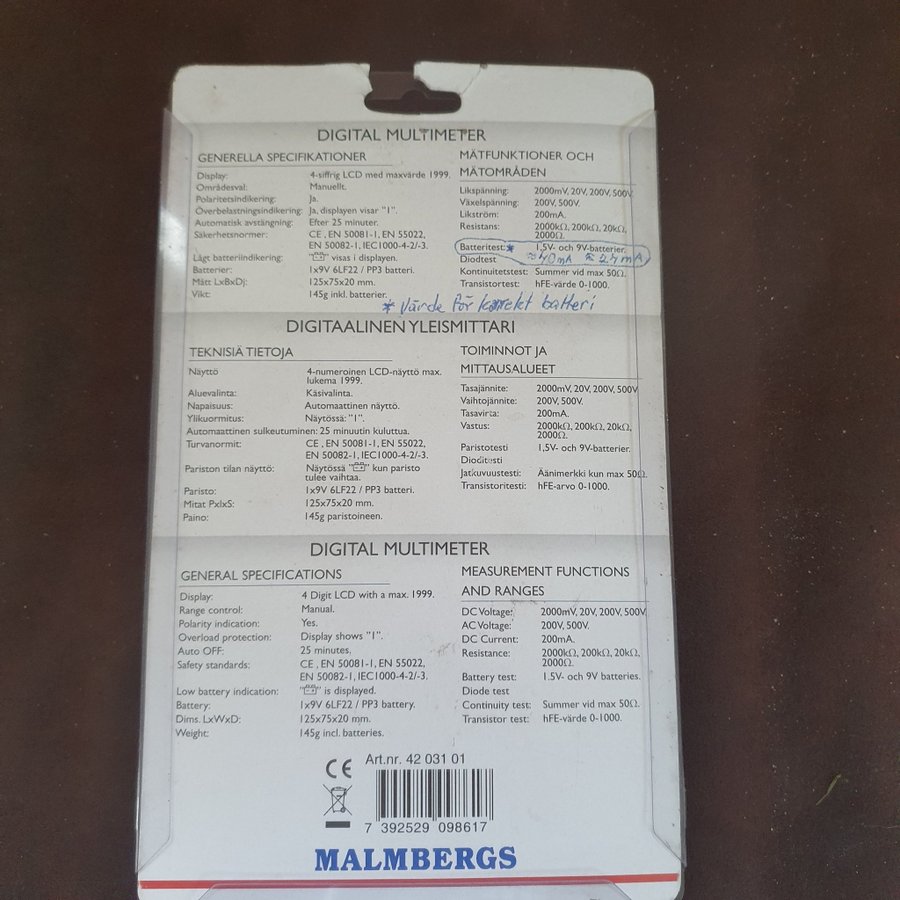 DIGITAL MULTIMETER
GENERELLA SPECIFIKATIONER
Display: 4-siffrig LCD med maxvärde 1999.
Områdesval: Manuellt.
Polaritetsindikering: Ja.
Överbelastningsindikering: Ja, displayen visar "1".
Automatisk avstängning: Efter 25 minuter.
Säkerhetsnormer: CE , EN 50081-1, EN 55022,
EN 50082-1, IEC1000-4-2/-3.
Lågt batteriindikering: " " visas i displayen.
Batterier: 1x9V 6LF22 / PP3 batteri.
Mått LxBxDj: 125x75x20 mm.
Vikt: 145g inkl. batterier.
MÄTFUNKTIONER OCH
MÄTOMRÅDEN
Likspänning: 2000mV, 20V, 200V, 500V.
Växelspänning: 200V, 500V.
Likström: 200mA.
Resistans: 2000kΩ, 200kΩ, 20kΩ,
2000Ω.
Batteritest:* 1,5V- och 9V-batterier.
Diodtest ≈40mA ≈24mA
Kontinuitetstest: Summer vid max 50Ω.
Transistortest: hFE-värde 0-1000.
* Värde för korrekt batteri
DIGITAALINEN YLEISMITTARI
TEKNISIÄ TIETOJA
Näyttö 4-numeroinen LCD-näyttö max.
lukema 1999.
Aluevalinta: Käsivalinta.
Napaisuus: Automaattinen näyttö.
Ylikuormitus: Näytössä: "1".
Automaattinen sulkeutuminen: 25 minuutin kuluttua.
Turvanormit: CE , EN 50081-1, EN 55022,
EN 50082-1, IEC1000-4-2/-3.
Pariston tilan näyttö: Näytössä " " kun paristo
tulee vaihtaa.
Paristo: 1x9V 6LF22 / PP3 batteri.
Mitat PxlxS: 125x75x20 mm.
Paino: 145g paristoineen.
TOIMINNOT JA
MITTAUSALUEET
Tasajännite: 2000mV, 20V, 200V, 500V
Vaihtojännite: 200V, 500V.
Tasavirta: 200mA.
Vastus: 2000kΩ, 200kΩ, 20kΩ,
2000Ω.
Paristotesti 1,5V- och 9V-batterier.
Dioditesti
Jatkuvuustesti: Äänimerkki kun max 50Ω.
Transistoritesti: hFE-arvo 0-1000.
DIGITAL MULTIMETER
GENERAL SPECIFICATIONS
Display: 4 Digit LCD with a max. 1999.
Range control: Manual.
Polarity indication: Yes.
Overload protection: Display shows "1".
Auto OFF: 25 minutes.
Safety standards: CE , EN 50081-1, EN 55022,
EN 50082-1, IEC1000-4-2/-3.
Low battery indication: " " is displayed.
Battery: 1x9V 6LF22 / PP3 battery.
Dims. LxWxD: 125x75x20 mm.
Weight: 145g incl. batteries.
MEASUREMENT FUNCTIONS
AND RANGES
DC Voltage: 2000mV, 20V, 200V, 500V
AC Voltage: 200V, 500V.
DC Current: 200mA.
Resistance: 2000kΩ, 200kΩ, 20kΩ,
2000Ω.
Battery test: 1.5V- och 9V batteries.
Diode test
Continuity test: Summer vid max 50Ω.
Transistor test: hFE-värde 0-1000.
CE
Art.nr. 42 031 01
7 392529 098617
MALMBERGS